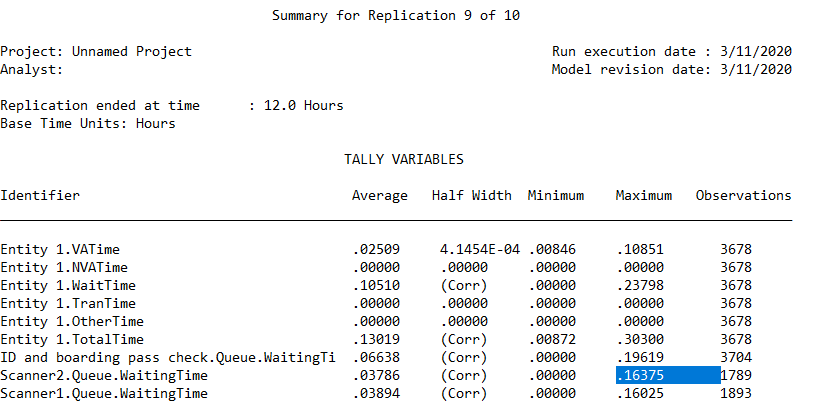 Summary for Replication 9 of 10
Project: Unnamed Project Run execution date : 3/11/2020
Analyst: Model revision date: 3/11/2020
Replication ended at time : 12.0 Hours
Base Time Units: Hours
TALLY VARIABLES
Identifier Average Half Width Minimum Maximum Observations
Entity 1.VATime .02509 4.1454E-04 .00846 .10851 3678
Entity 1.NVATime .00000 .00000 .00000 .00000 3678
Entity 1.WaitTime .10510 (Corr) .00000 .23798 3678
Entity 1.TranTime .00000 .00000 .00000 .00000 3678
Entity 1.OtherTime .00000 .00000 .00000 .00000 3678
Entity 1.TotalTime .13019 (Corr) .00872 .30300 3678
ID and boarding pass check.Queue.WaitingTi .06638 (Corr) .00000 .19619 3704
Scanner2.Queue.WaitingTime .03786 (Corr) .00000 .16375 1789
Scanner1.Queue.WaitingTime .03894 (Corr) .00000 .16025 1893